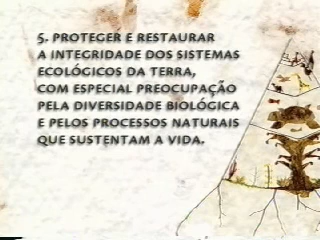 5. PROTEGER E RESTAURAR
A INTEGRIDADE DOS SISTEMAS
ECOLÓGICOS DA TERRA,
COM ESPECIAL PREOCUPAÇÃO
PELA DIVERSIDADE BIOLÓGICA
E PELOS PROCESSOS NATURAIS
QUE SUSTENTAM A VIDA.